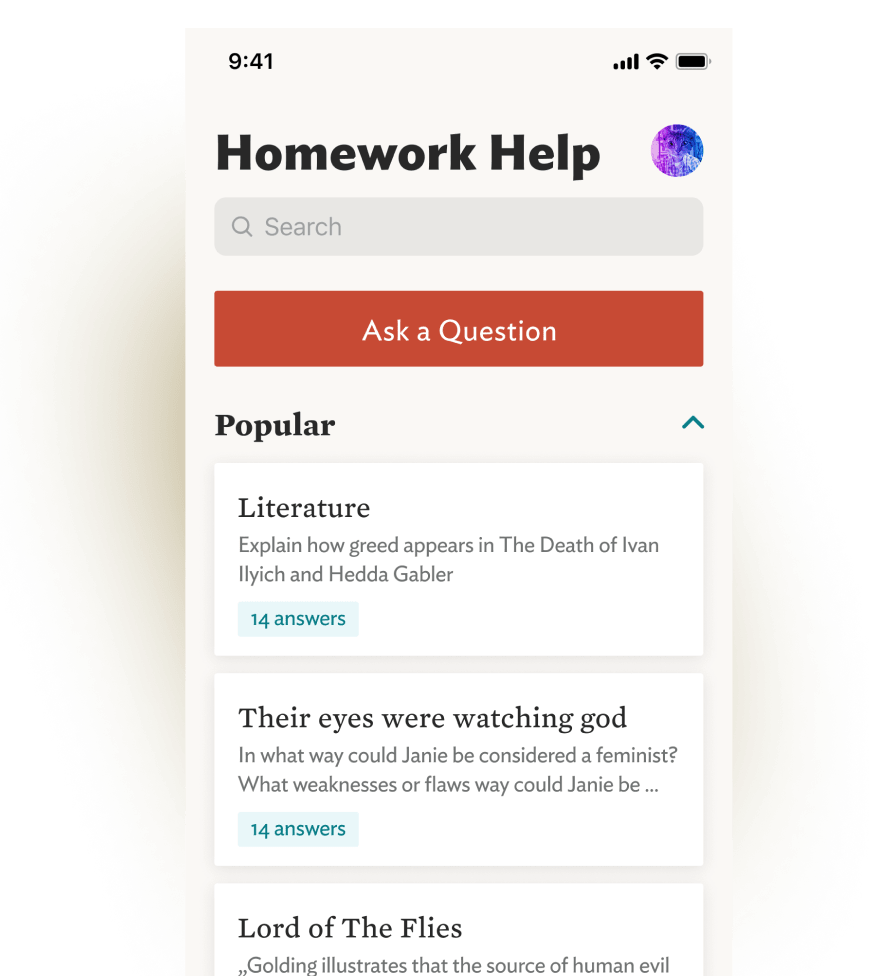 9:41
Homework Help
Search
Ask a Question
Popular
Literature
Explain how greed appears in The Death of Ivan
Ilyich and Hedda Gabler
14 answers
Their eyes were watching god
In what way could Janie be considered a feminist?
What weaknesses or flaws way could Janie be ...
14 answers
Lord of The Flies
„Golding illustrates that the source of human evil